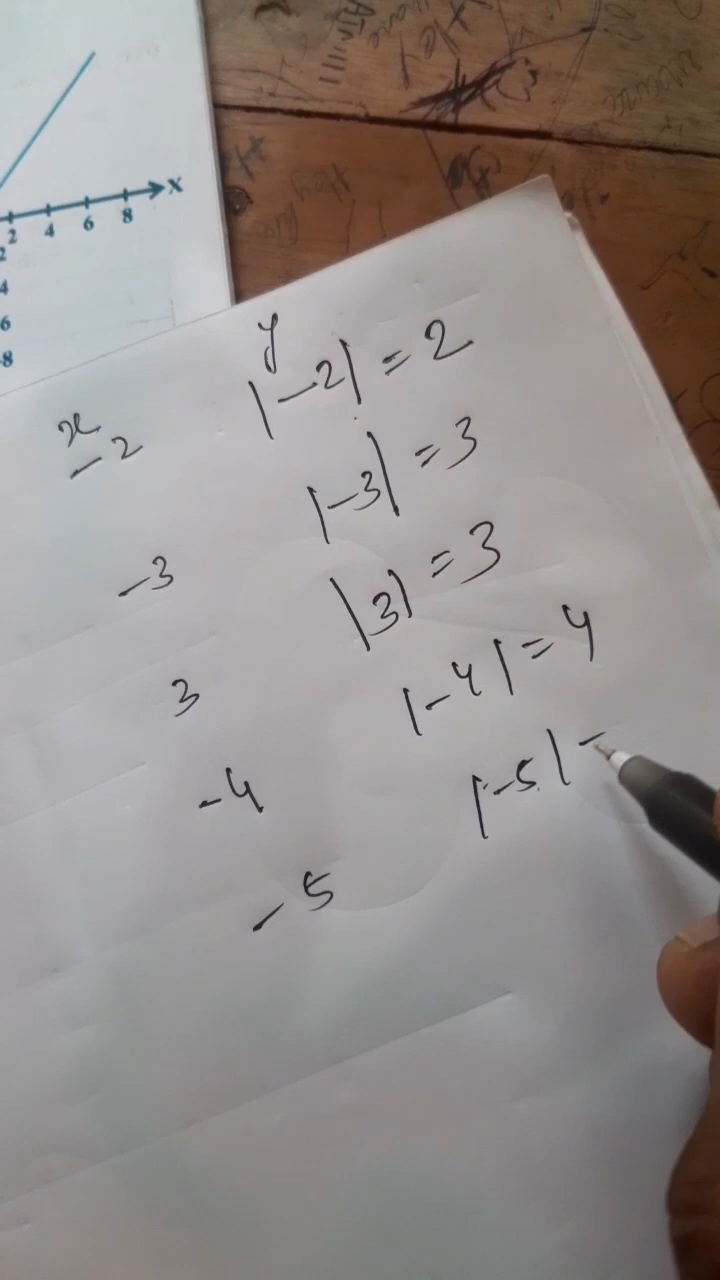 x
2 4 6 8
2
4
6
8
x y
-2 |-2| = 2
-3 |-3| = 3
3 |3| = 3
-4 |-4| = 4
-5 |-5| -